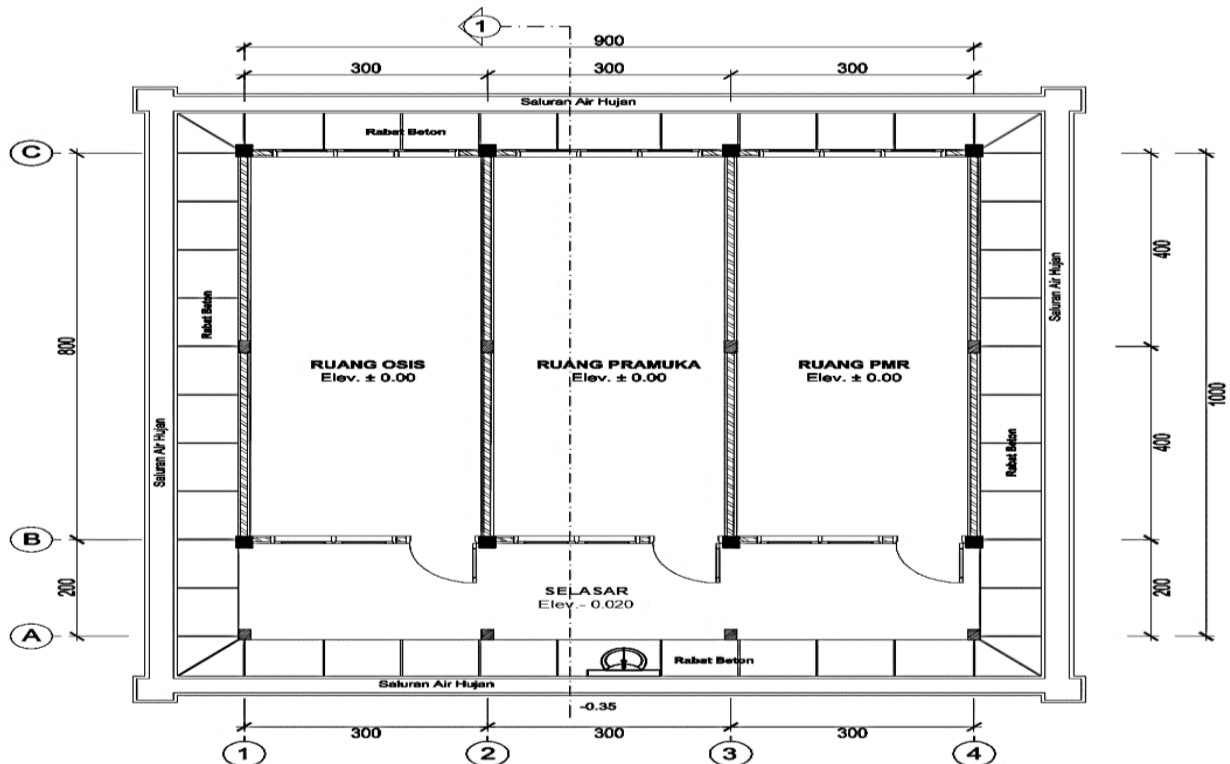 1
900
300 300 300
Saluran Air Hujan
Rabat Beton
C
400
800
Rabat Beton
Saluran Air Hujan
Saluran Air Hujan
Rabat Beton
1000
RUANG OSIS
Elev. ± 0.00
RUANG PRAMUKA
Elev. ± 0.00
RUANG PMR
Elev. ± 0.00
400
B
200
SELASAR
Elev.- 0.020
200
A
Rabat Beton
Saluran Air Hujan
-0.35
300 300 300
1 2 3 4